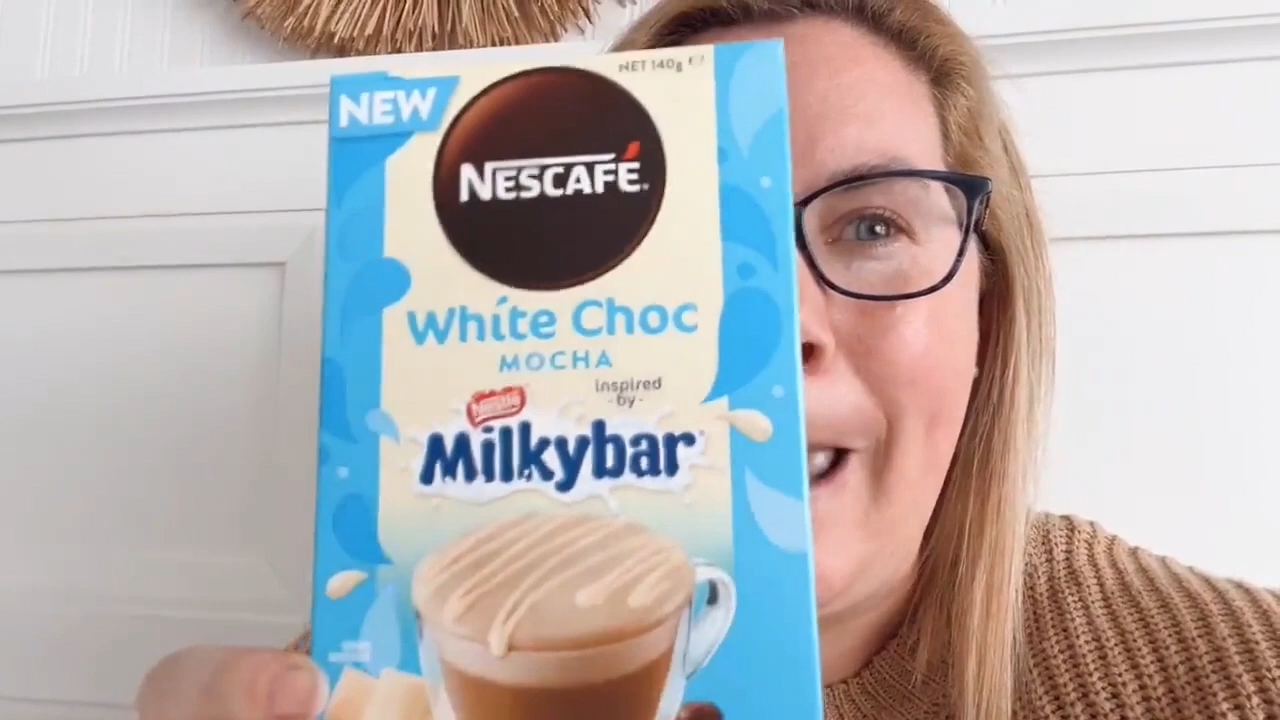 NET 140g e
NEW
NESCAFÉ.
White Choc
MOCHA
inspired
-by-
Nestlé
Milkybar